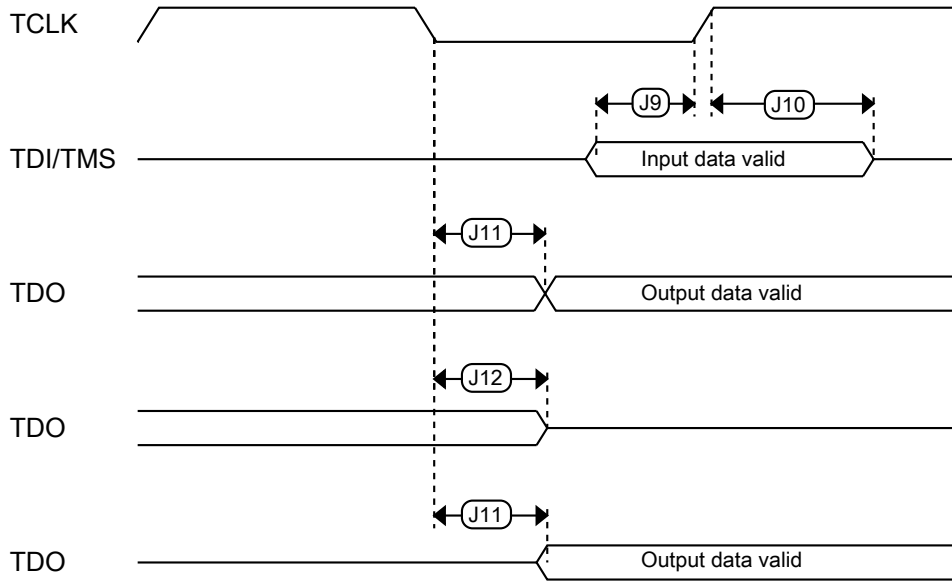 TCLK
J9
J10
TDI/TMS
Input data valid
J11
TDO
Output data valid
J12
TDO
J11
TDO
Output data valid